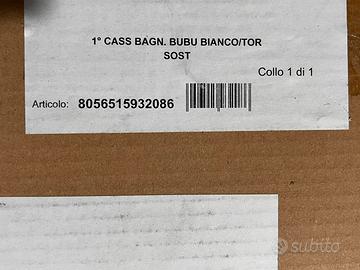 1° CASS BAGN. BUBU BIANCO/TOR
SOST
Collo 1 di 1
Articolo: 8056515932086
subito